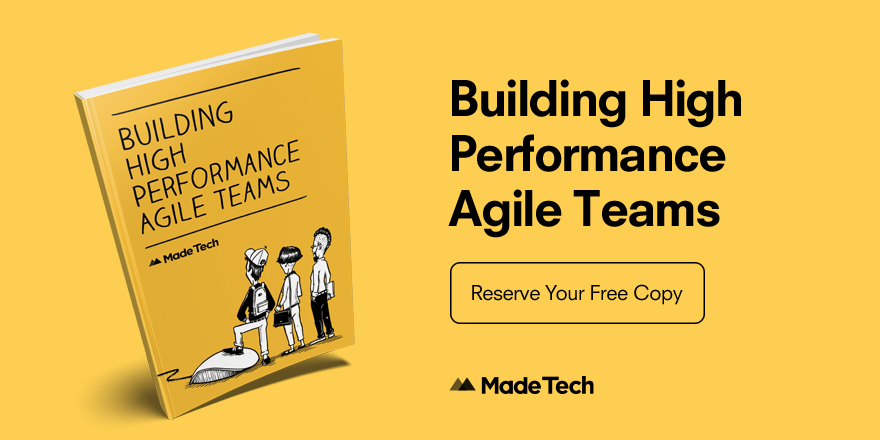 BUILDING
HIGH
PERFORMANCE
AGILE TEAMS
Made Tech
Building High
Performance
Agile Teams
Reserve Your Free Copy
Made Tech